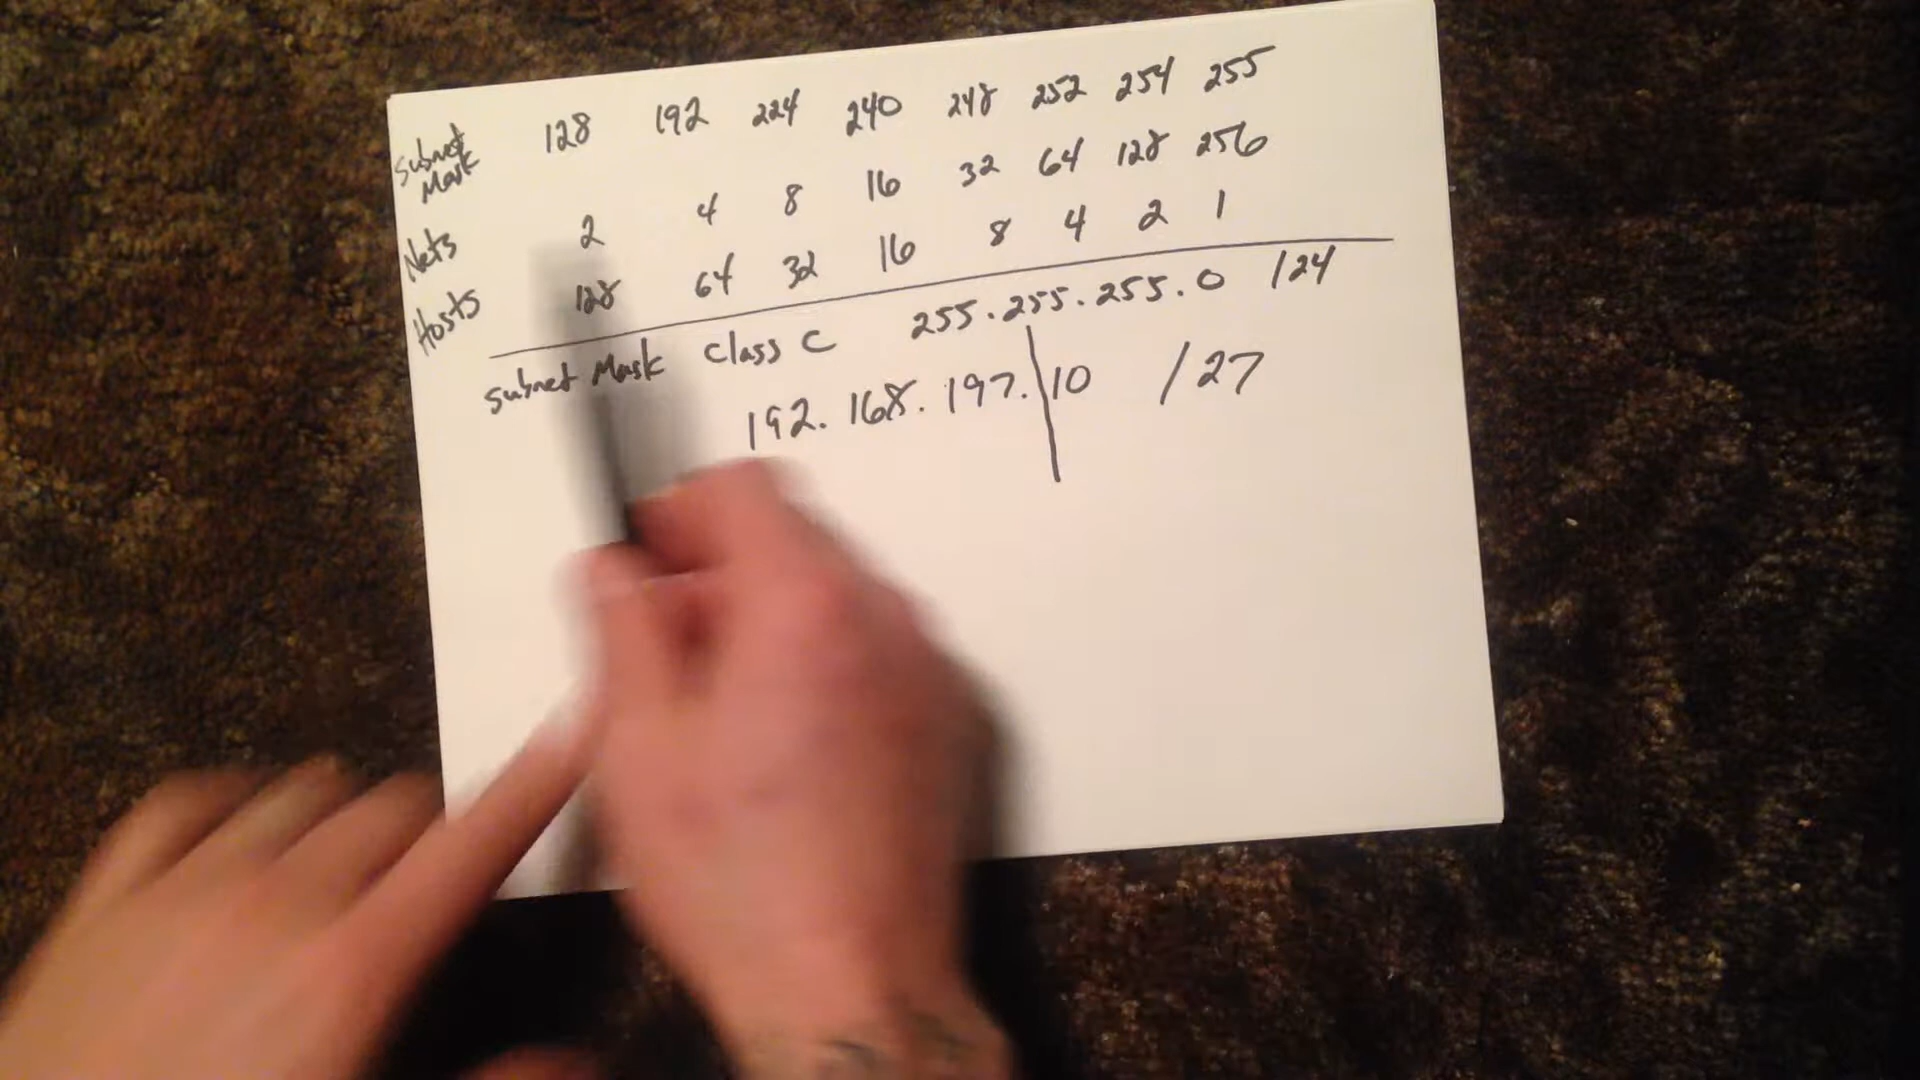 Subnet Mask 128 192 224 240 248 252 254 255
Nets 2 4 8 16 32 64 128 256
Hosts 128 64 32 16 8 4 2 1
Subnet Mask Class C 255.255.255.0 /24
192.168.197.10 /27